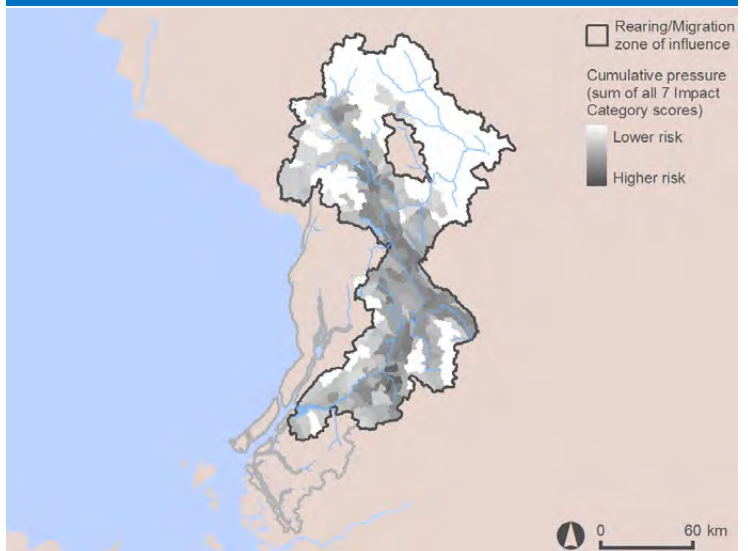 Rearing/Migration
zone of influence
Cumulative pressure
(sum of all 7 Impact
Category scores)
Lower risk
Higher risk
0 60 km